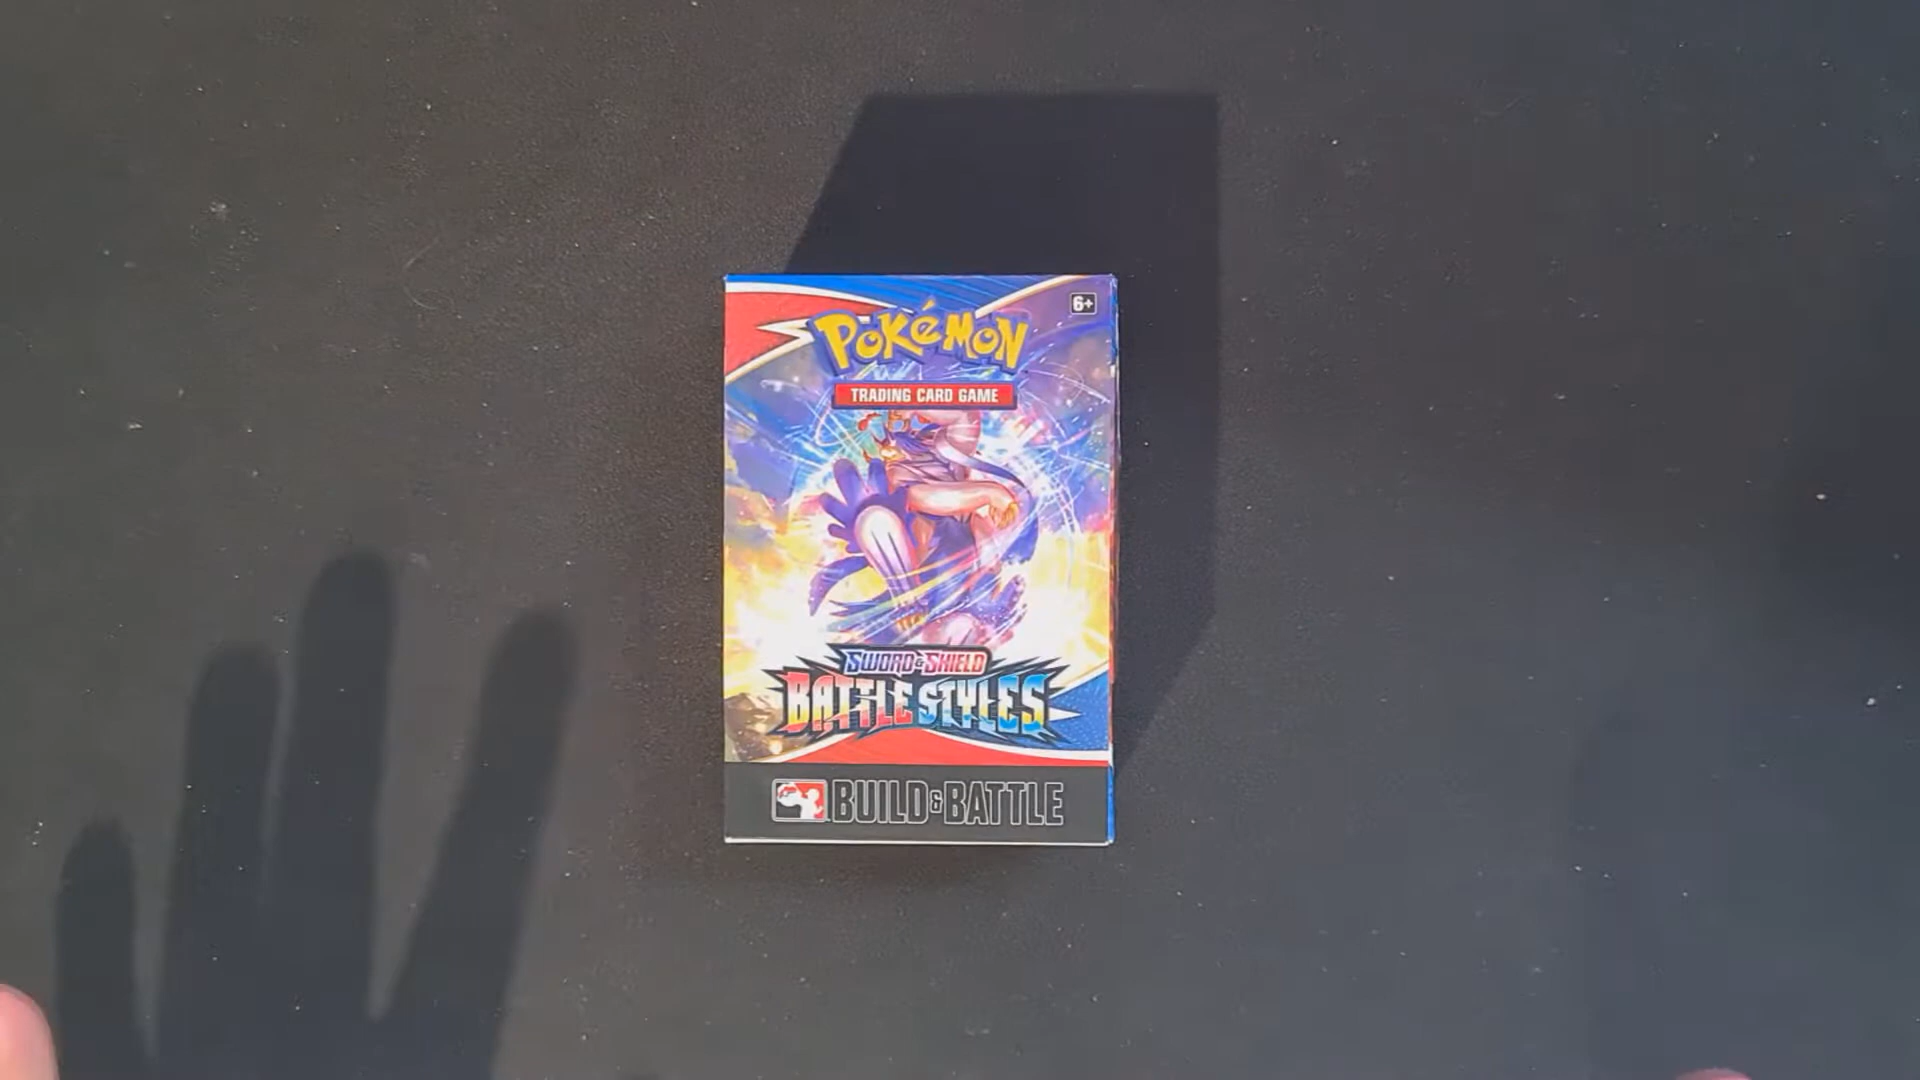 6+
POKéMON
TRADING CARD GAME
SWORD & SHIELD
BATTLE STYLES
BUILD & BATTLE